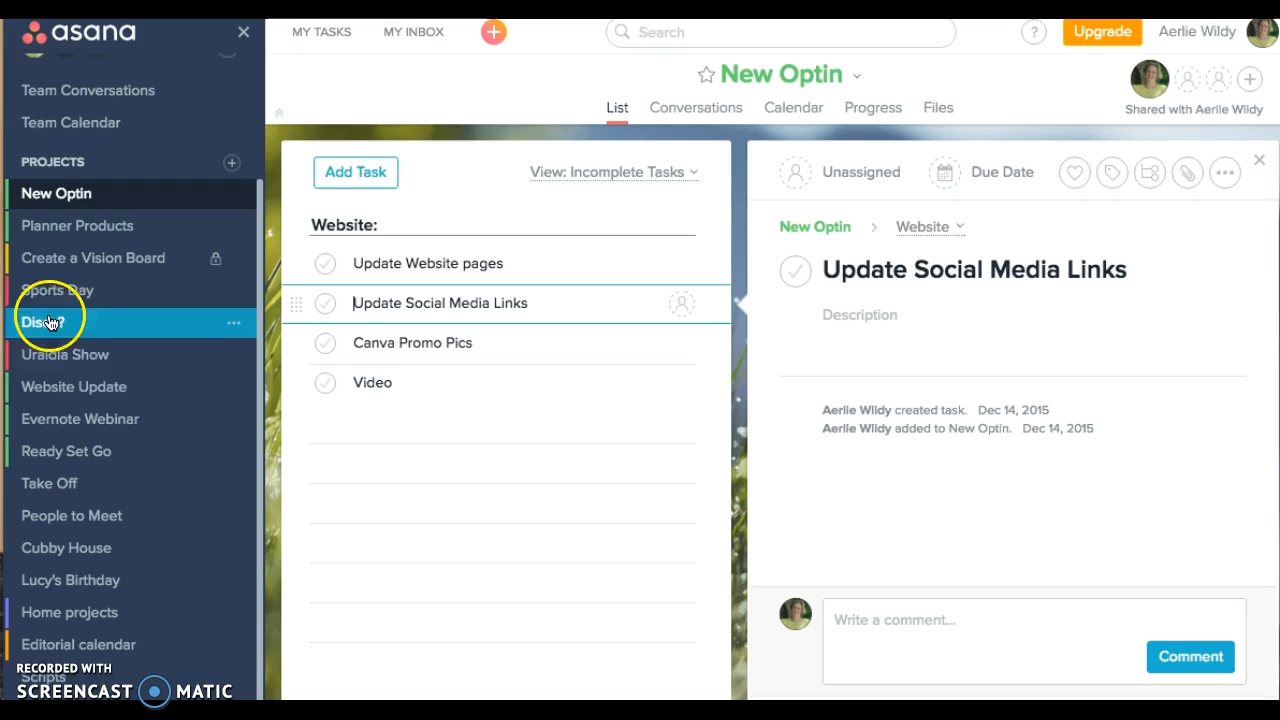 asana
MY TASKS MY INBOX
Search
? Upgrade Aerlie Wildy
Team Conversations
Team Calendar
PROJECTS
New Optin
Planner Products
Create a Vision Board
Sports Day
Uraidla Show
Website Update
Evernote Webinar
Ready Set Go
Take Off
People to Meet
Cubby House
Lucy's Birthday
Home projects
Editorial calendar
Scripts
RECORDED WITH
SCREENCAST MATIC
New Optin
List Conversations Calendar Progress Files
Shared with Aerlie Wildy
Add Task View: Incomplete Tasks
Website:
Update Website pages
Update Social Media Links
Canva Promo Pics
Video
Unassigned Due Date
New Optin > Website
Update Social Media Links
Description
Aerlie Wildy created task. Dec 14, 2015
Aerlie Wildy added to New Optin. Dec 14, 2015
Write a comment...
Comment